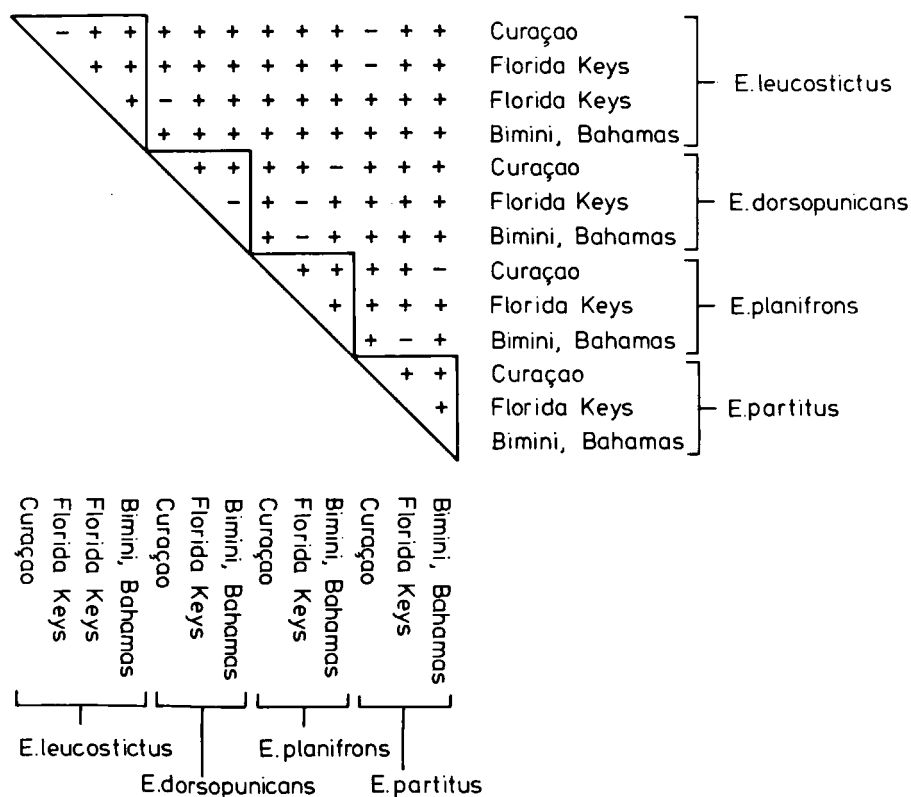 - + + + + + + + + - + + Curaçao
+ + + + + + + + - + + Florida Keys
+ - + + + + + + + + Florida Keys
+ + + + + + + + + Bimini, Bahamas
E.leucostictus
+ + + + - + + + Curaçao
- + - + + + + Florida Keys
+ - + + + + Bimini, Bahamas
E.dorsopunicans
+ + + + - Curaçao
+ + + + Florida Keys
+ - + Bimini, Bahamas
E.planifrons
+ + Curaçao
+ Florida Keys
Bimini, Bahamas
E.partitus
Curaçao
Florida Keys
Florida Keys
Bimini, Bahamas
Curaçao
Florida Keys
Bimini, Bahamas
Curaçao
Florida Keys
Bimini, Bahamas
Curaçao
Florida Keys
Bimini, Bahamas
E.leucostictus
E.dorsopunicans
E.planifrons
E.partitus